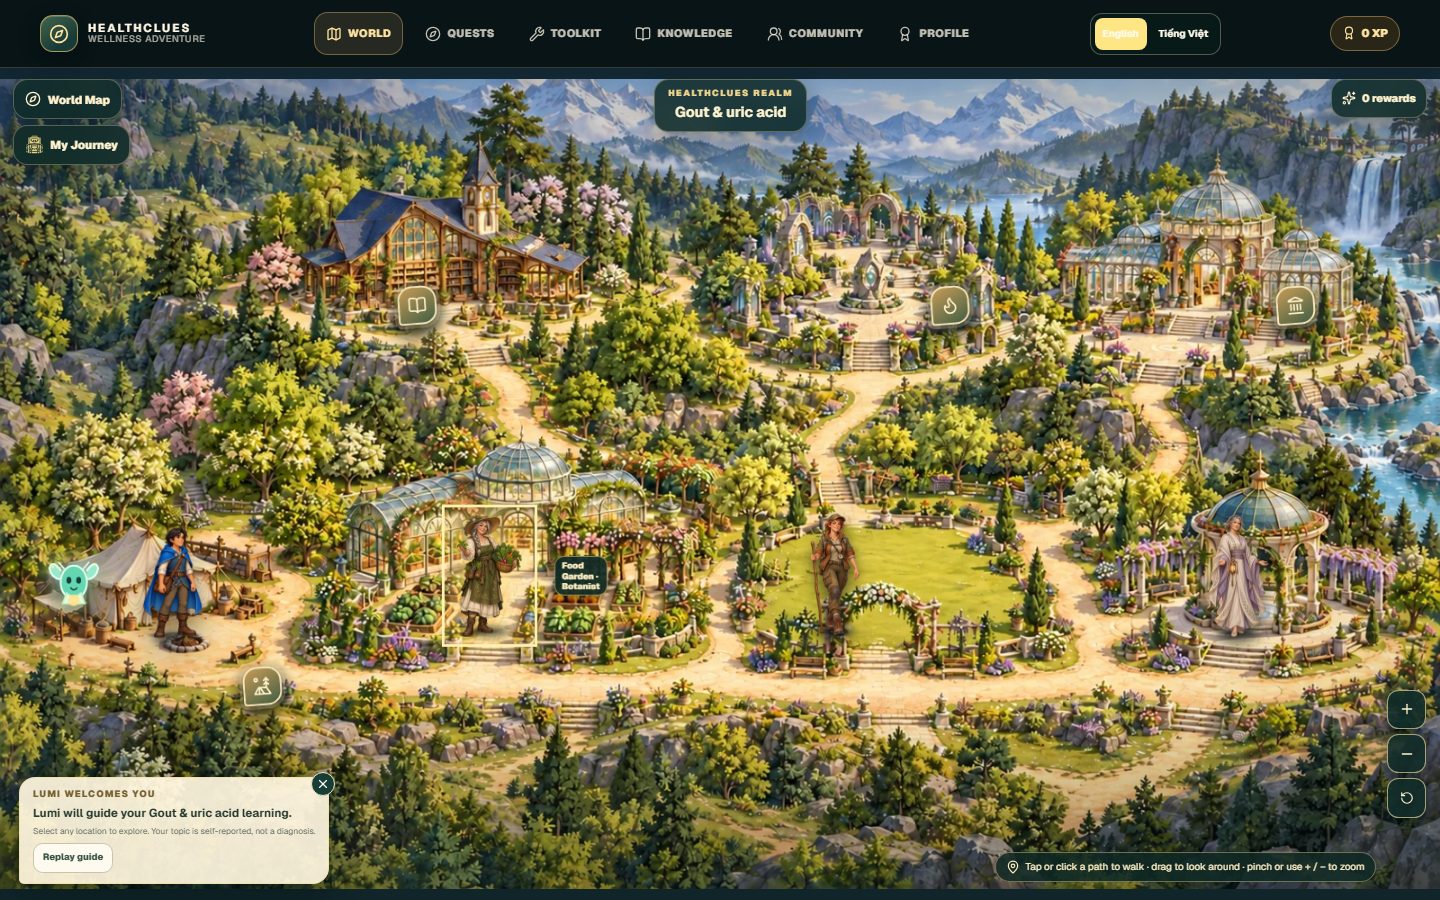 HEALTHCLUES
WELLNESS ADVENTURE
WORLD
QUESTS
TOOLKIT
KNOWLEDGE
COMMUNITY
PROFILE
English
Tiếng Việt
0 XP
World Map
My Journey
HEALTHCLUES REALM
Gout & uric acid
0 rewards
Food
Garden ·
Botanist
LUMI WELCOMES YOU
Lumi will guide your Gout & uric acid learning.
Select any location to explore. Your topic is self-reported, not a diagnosis.
Replay guide
Tap or click a path to walk · drag to look around · pinch or use + / − to zoom